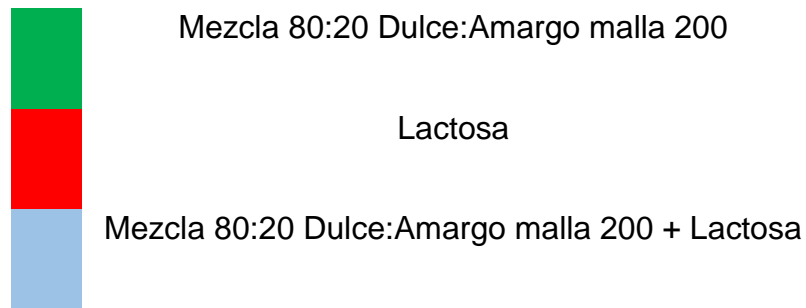 Mezcla 80:20 Dulce:Amargo malla 200
Lactosa
Mezcla 80:20 Dulce:Amargo malla 200 + Lactosa